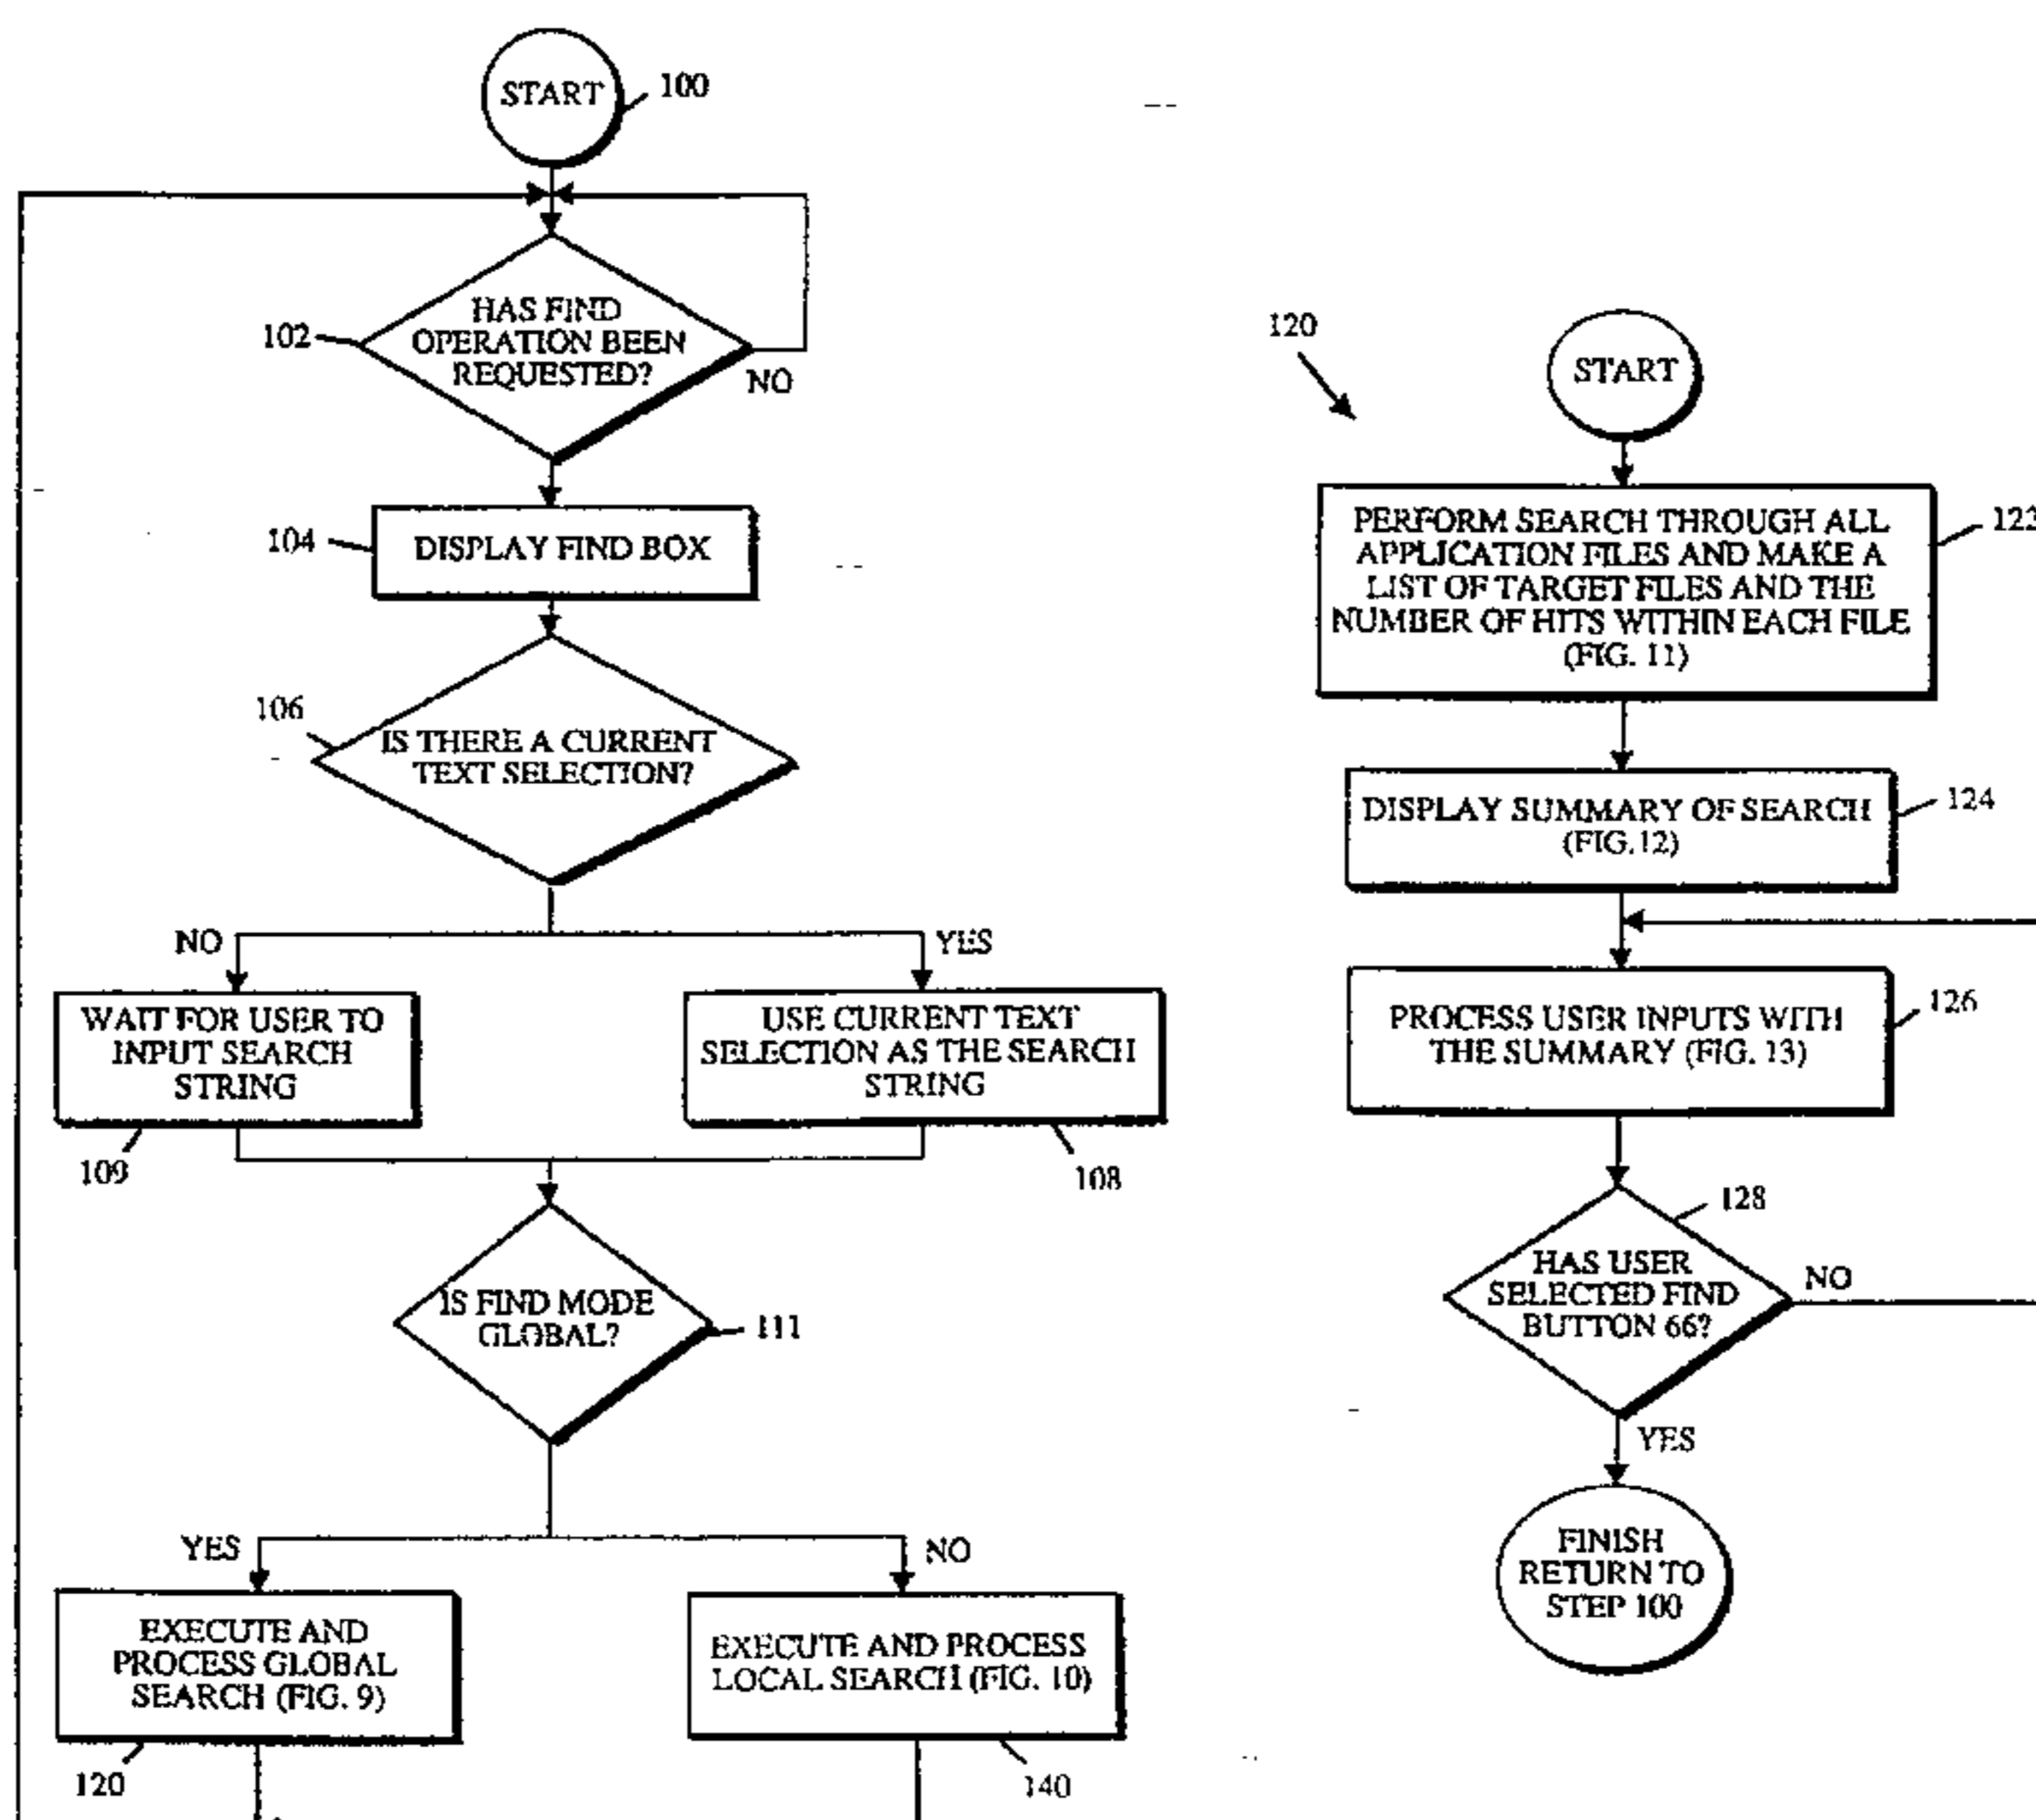 START
100
HAS FIND
OPERATION BEEN
REQUESTED?
102
NO
104
DISPLAY FIND BOX
106
IS THERE A CURRENT
TEXT SELECTION?
NO
YES
WAIT FOR USER TO
INPUT SEARCH
STRING
109
USE CURRENT TEXT
SELECTION AS THE SEARCH
STRING
108
IS FIND MODE
GLOBAL?
111
YES
NO
EXECUTE AND
PROCESS GLOBAL
SEARCH (FIG. 9)
120
EXECUTE AND PROCESS
LOCAL SEARCH (FIG. 10)
140
120
START
PERFORM SEARCH THROUGH ALL
APPLICATION FILES AND MAKE A
LIST OF TARGET FILES AND THE
NUMBER OF HITS WITHIN EACH FILE
(FIG. 11)
122
DISPLAY SUMMARY OF SEARCH
(FIG.12)
124
PROCESS USER INPUTS WITH
THE SUMMARY (FIG. 13)
126
128
HAS USER
SELECTED FIND
BUTTON 66?
NO
YES
FINISH
RETURN TO
STEP 100